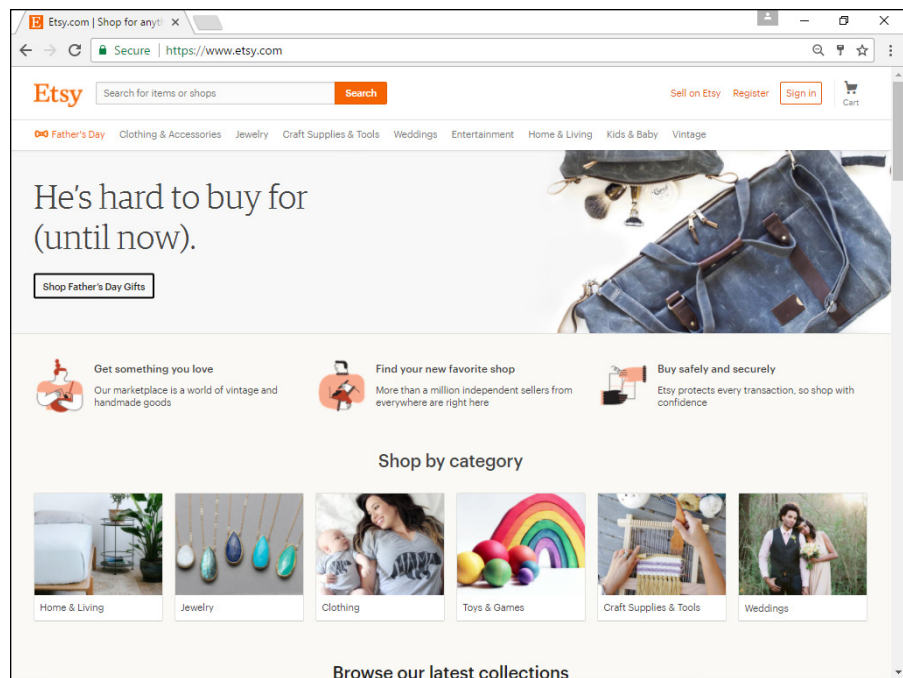 Etsy.com | Shop for anyth
Secure | https://www.etsy.com
Etsy
Search for items or shops
Search
Sell on Etsy
Register
Sign in
Cart
Father's Day
Clothing & Accessories
Jewelry
Craft Supplies & Tools
Weddings
Entertainment
Home & Living
Kids & Baby
Vintage
He's hard to buy for
(until now).
Shop Father's Day Gifts
Get something you love
Our marketplace is a world of vintage and
handmade goods
Find your new favorite shop
More than a million independent sellers from
everywhere are right here
Buy safely and securely
Etsy protects every transaction, so shop with
confidence
Shop by category
Home & Living
Jewelry
Clothing
Toys & Games
Craft Supplies & Tools
Weddings
Browse our latest collections